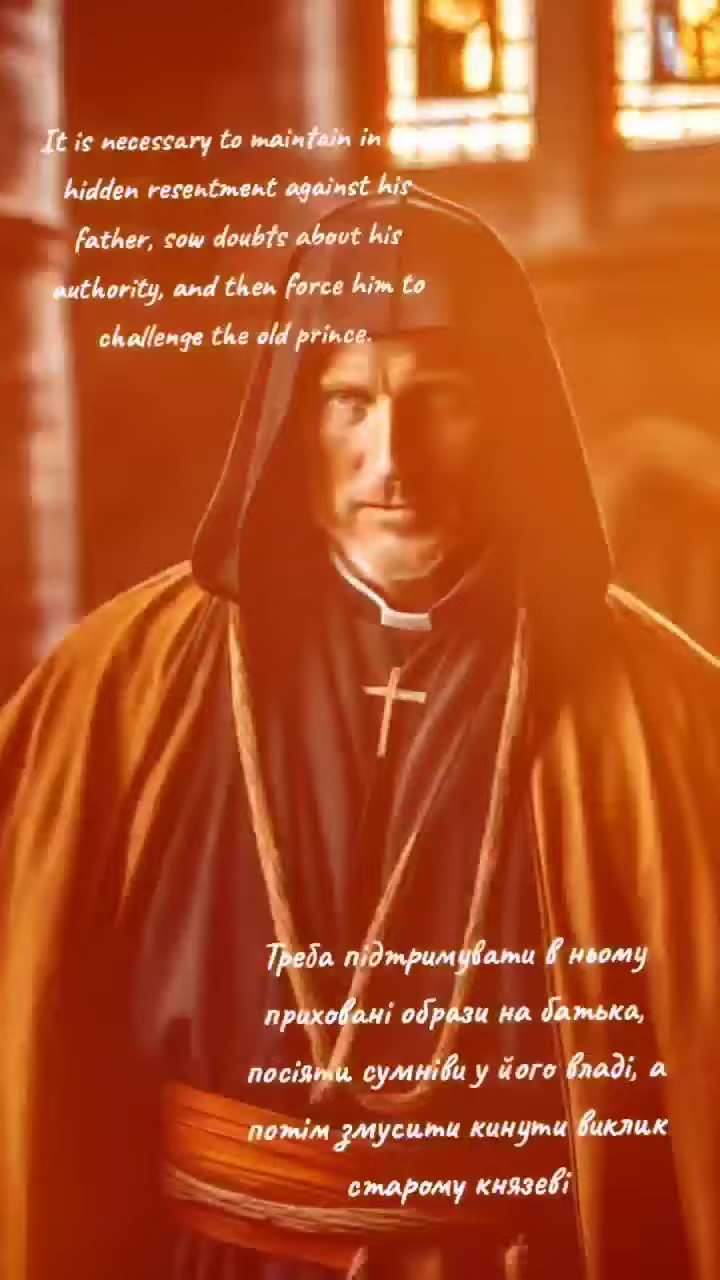 It is necessary to maintain in
hidden resentment against his
father, sow doubts about his
authority, and then force him to
challenge the old prince.
Треба підтримувати в ньому
приховані образи на батька,
посіяти сумніви у його владі, а
потім змусити кинути виклик
старому князеві